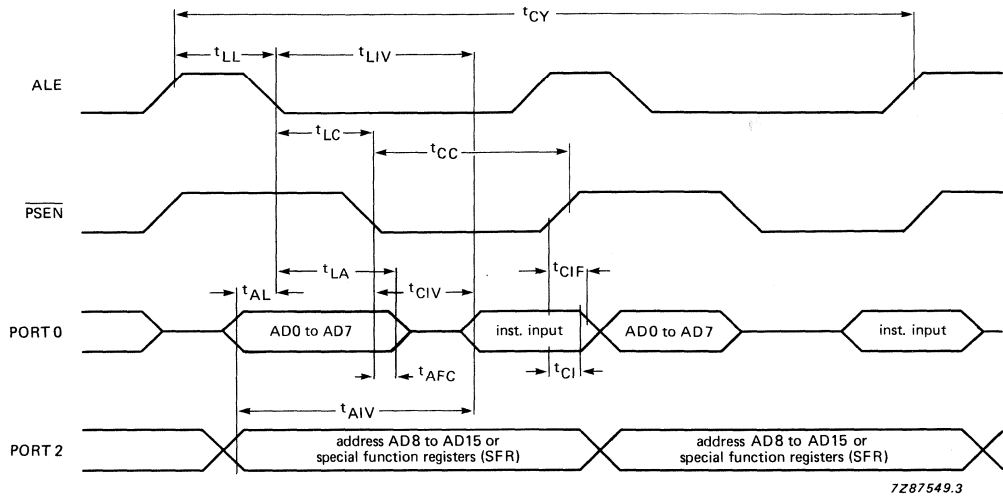 tCY
tLL
tLIV
ALE
tLC
tCC
PSEN
tLA
tCIF
tAL
tCIV
PORT 0
AD0 to AD7
inst. input
AD0 to AD7
inst. input
tAFC
tCI
tAIV
PORT 2
address AD8 to AD15 or
special function registers (SFR)
address AD8 to AD15 or
special function registers (SFR)
7Z87549.3